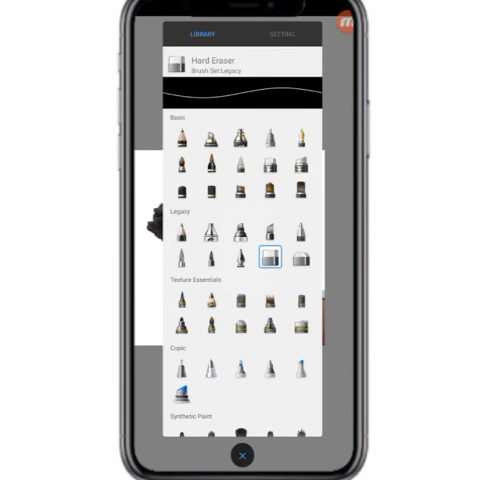 LIBRARY
SETTING
Hard Eraser
Brush Set:Legacy
Basic
Legacy
Texture Essentials
Copic
Synthetic Paint